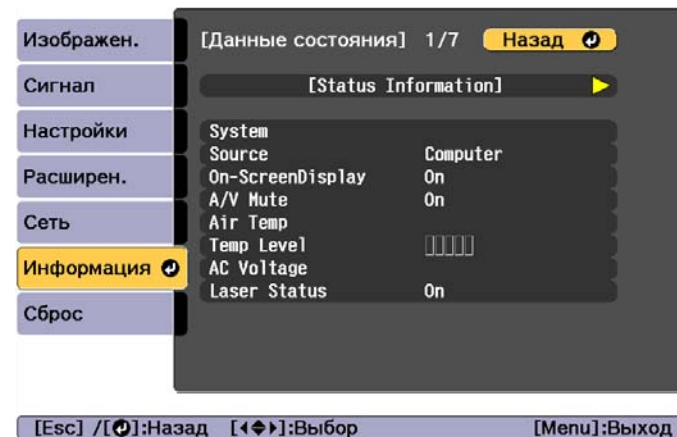 Изображен.
Сигнал
Настройки
Расширен.
Сеть
Информация
Сброс
[Данные состояния] 1/7 Назад
[Status Information]
System
Source Computer
On-ScreenDisplay On
A/V Mute On
Air Temp
Temp Level
AC Voltage
Laser Status On
[Esc] /[ ]:Назад [ ]:Выбор [Menu]:Выход